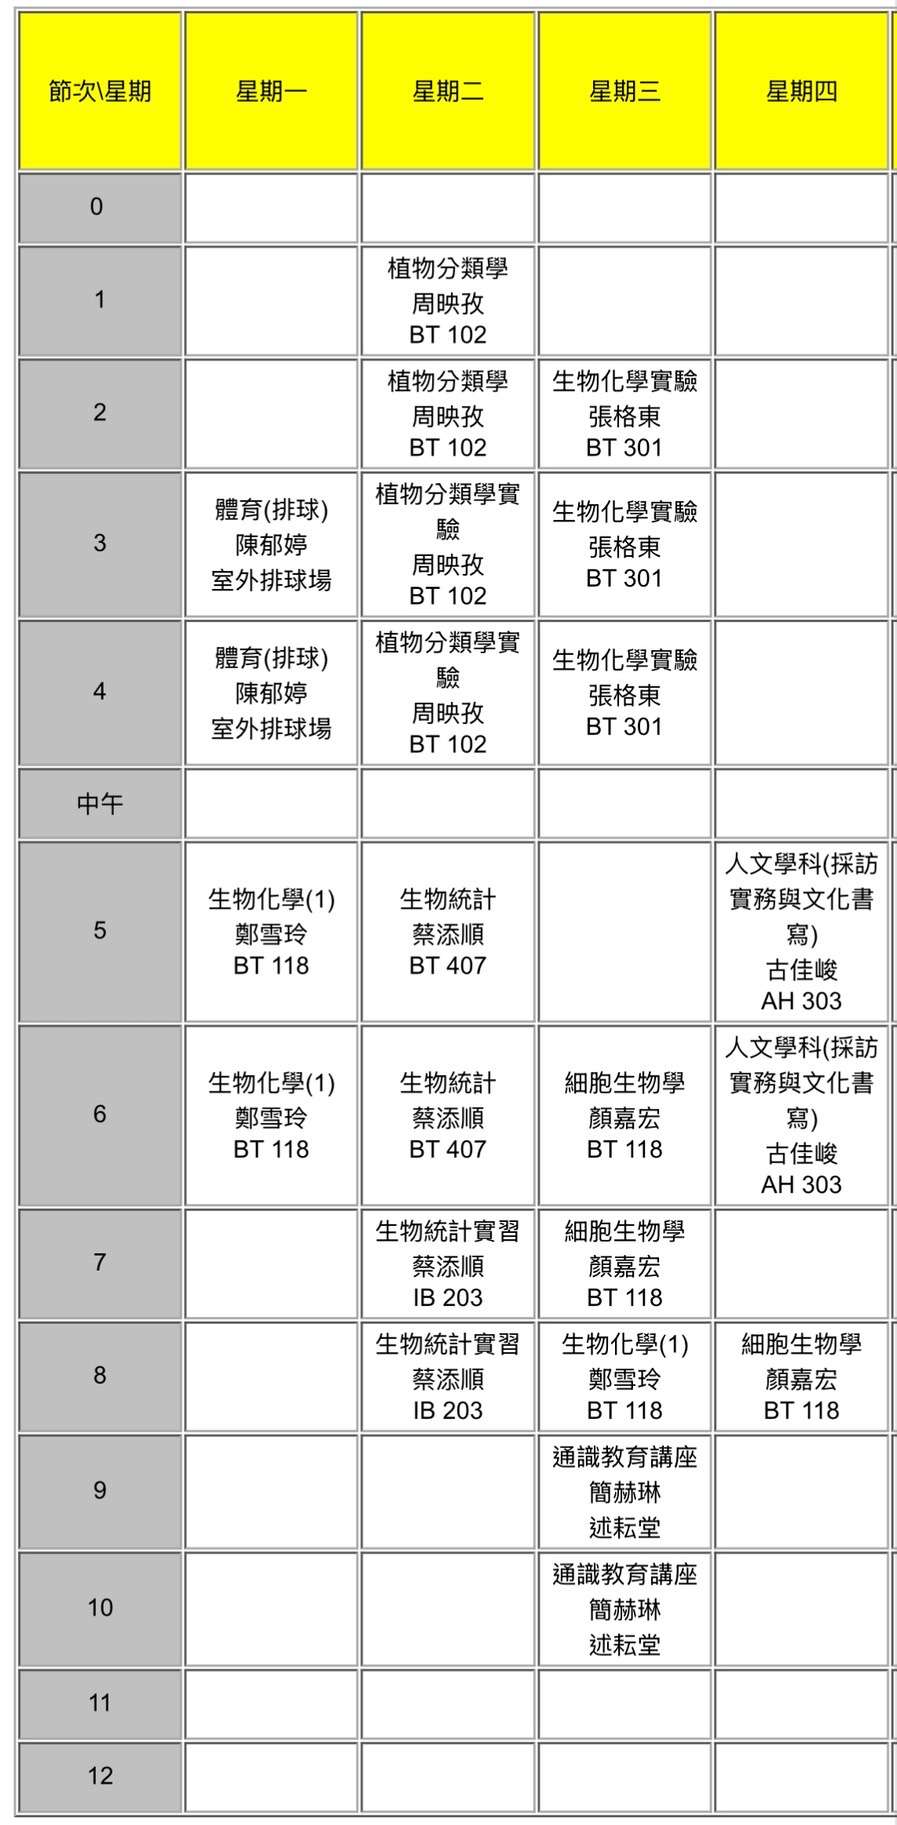 節次\星期 星期一 星期二 星期三 星期四
0
1
植物分類學
周映孜
BT 102
2
植物分類學
周映孜
BT 102
生物化學實驗
張格東
BT 301
3
體育(排球)
陳郁婷
室外排球場
植物分類學實
驗
周映孜
BT 102
生物化學實驗
張格東
BT 301
4
體育(排球)
陳郁婷
室外排球場
植物分類學實
驗
周映孜
BT 102
生物化學實驗
張格東
BT 301
中午
5
生物化學(1)
鄭雪玲
BT 118
生物統計
蔡添順
BT 407
人文學科(採訪
實務與文化書
寫)
古佳峻
AH 303
6
生物化學(1)
鄭雪玲
BT 118
生物統計
蔡添順
BT 407
細胞生物學
顏嘉宏
BT 118
人文學科(採訪
實務與文化書
寫)
古佳峻
AH 303
7
生物統計實習
蔡添順
IB 203
細胞生物學
顏嘉宏
BT 118
8
生物統計實習
蔡添順
IB 203
生物化學(1)
鄭雪玲
BT 118
細胞生物學
顏嘉宏
BT 118
9
通識教育講座
簡赫琳
述耘堂
10
通識教育講座
簡赫琳
述耘堂
11
12